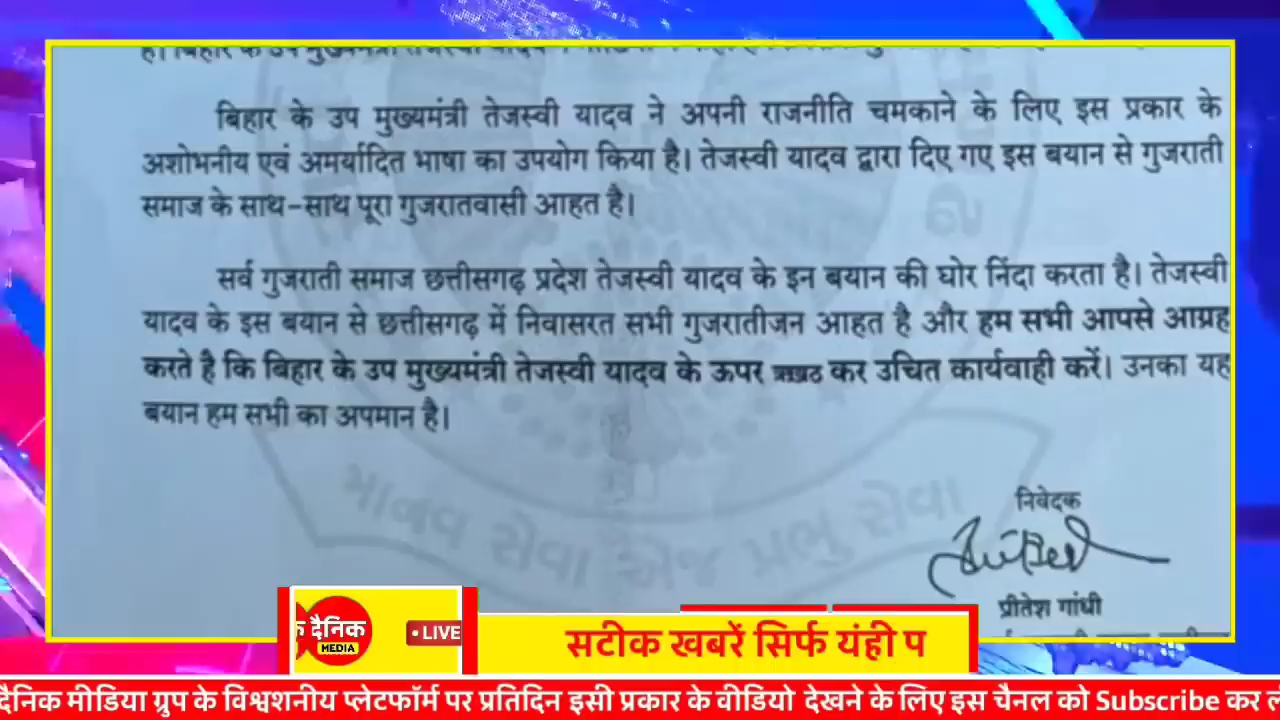 बिहार के उप मुख्यमंत्री तेजस्वी यादव ने अपनी राजनीति चमकाने के लिए इस प्रकार के
अशोभनीय एवं अमर्यादित भाषा का उपयोग किया है। तेजस्वी यादव द्वारा दिए गए इस बयान से गुजराती
समाज के साथ-साथ पूरा गुजरातवासी आहत है।
सर्व गुजराती समाज छत्तीसगढ़ प्रदेश तेजस्वी यादव के इन बयान की घोर निंदा करता है। तेजस्वी
यादव के इस बयान से छत्तीसगढ़ में निवासरत सभी गुजरातीजन आहत है और हम सभी आपसे आग्रह
करते है कि बिहार के उप मुख्यमंत्री तेजस्वी यादव के ऊपर कर उचित कार्यवाही करें। उनका यह
बयान हम सभी का अपमान है।
માનવ સેવા એજ પ્રભુ સેવા
निवेदक
प्रीतेश गांधी
दैनिक
MEDIA
LIVE
सटीक खबरें सिर्फ यंही प
दैनिक मीडिया ग्रुप के विश्वशनीय प्लेटफॉर्म पर प्रतिदिन इसी प्रकार के वीडियो देखने के लिए इस चैनल को Subscribe कर